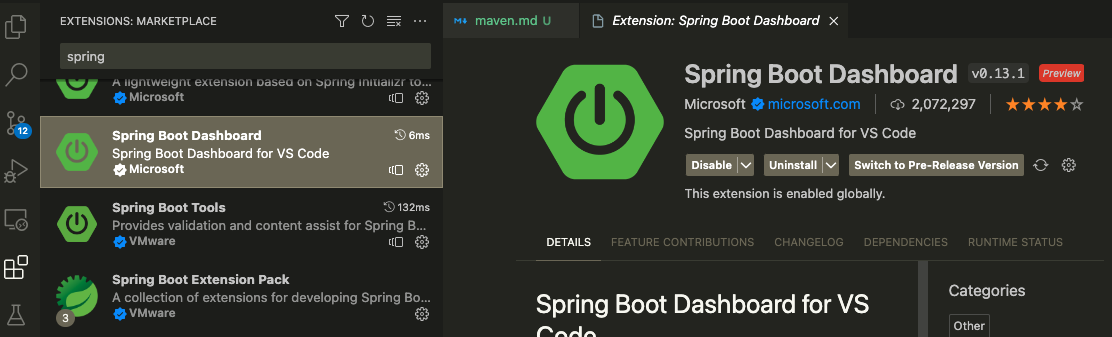 EXTENSIONS: MARKETPLACE
spring
A lightweight extension based on Spring Initializr to...
Microsoft
Spring Boot Dashboard 6ms
Spring Boot Dashboard for VS Code
Microsoft
Spring Boot Tools 132ms
Provides validation and content assist for Spring B...
VMware
Spring Boot Extension Pack
A collection of extensions for developing Spring Bo...
VMware
3
12
maven.md U
Extension: Spring Boot Dashboard
Spring Boot Dashboard v0.13.1 Preview
Microsoft microsoft.com 2,072,297
Spring Boot Dashboard for VS Code
Disable Uninstall Switch to Pre-Release Version
This extension is enabled globally.
DETAILS FEATURE CONTRIBUTIONS CHANGELOG DEPENDENCIES RUNTIME STATUS
Spring Boot Dashboard for VS
Code
Categories
Other